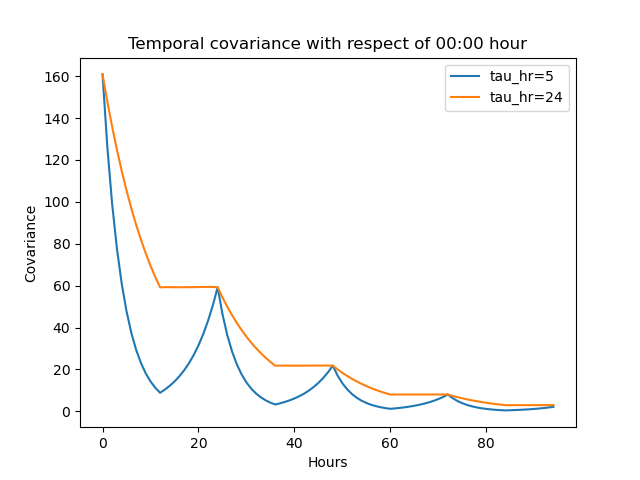 Temporal covariance with respect of 00:00 hour
tau_hr=5
tau_hr=24
160
140
120
100
80
60
40
20
0
Covariance
0 20 40 60 80
Hours